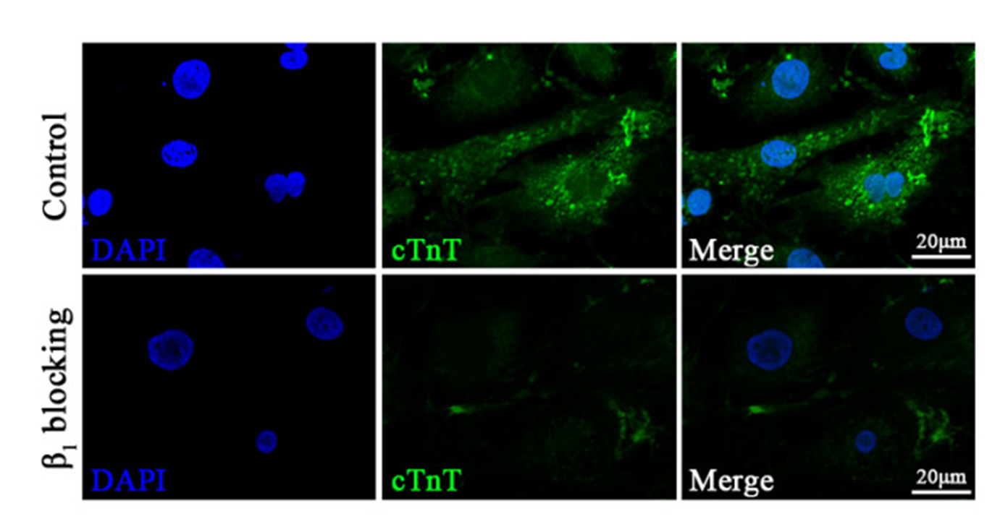 Control
DAPI
cTnT
Merge
20μm
β1 blocking
DAPI
cTnT
Merge
20μm